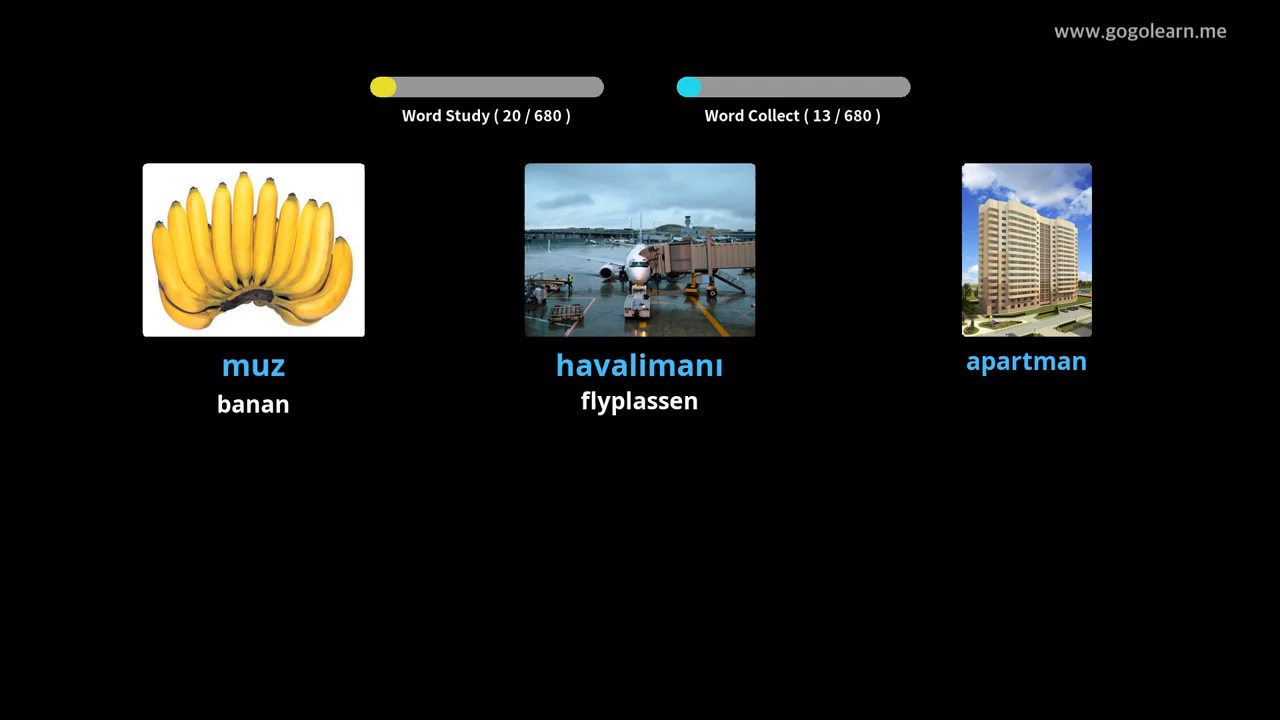 www.gogolearn.me
Word Study ( 20 / 680 )
Word Collect ( 13 / 680 )
muz
banan
havalimanı
flyplassen
apartman